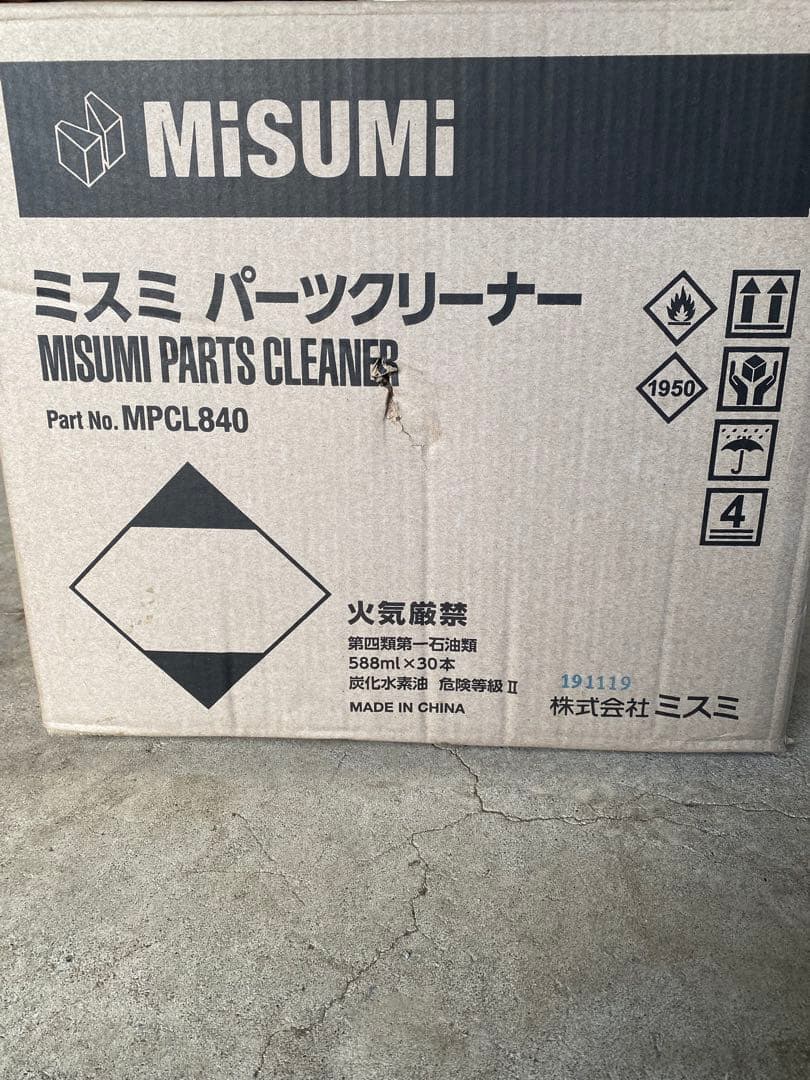 MiSUMi
ミスミ パーツクリーナー
MISUMI PARTS CLEANER
Part No. MPCL840
1950
4
火気厳禁
第四類第一石油類
588ml×30本
炭化水素油 危険等級Ⅱ
MADE IN CHINA
191119
株式会社 ミスミ